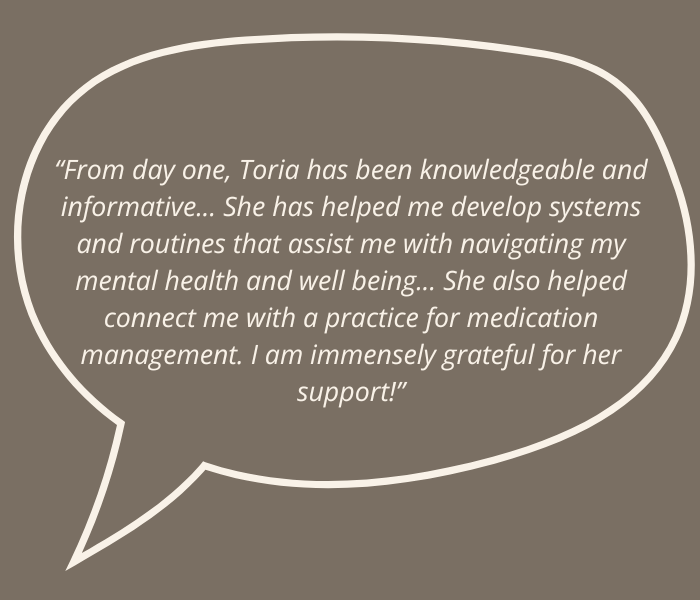 “From day one, Toria has been knowledgeable and
informative... She has helped me develop systems
and routines that assist me with navigating my
mental health and well being... She also helped
connect me with a practice for medication
management. I am immensely grateful for her
support!”